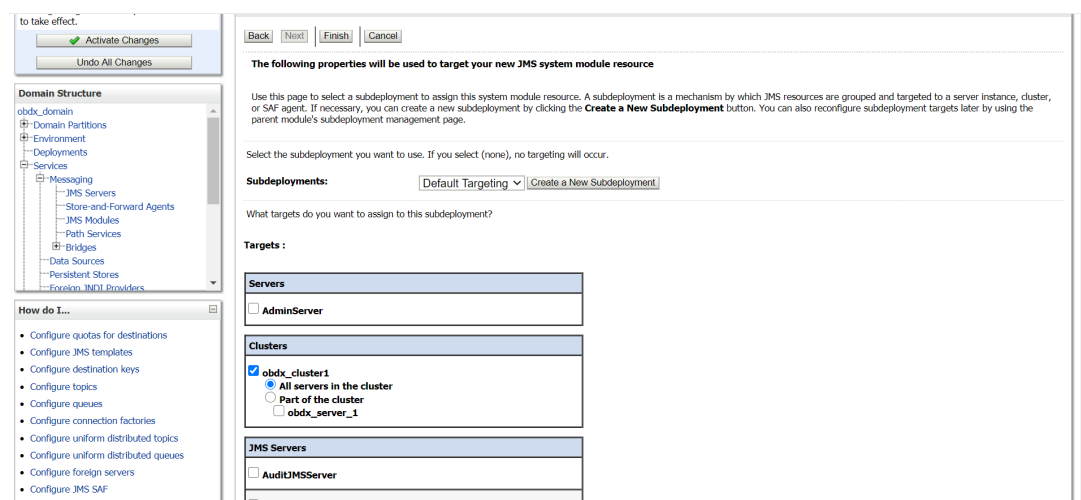 to take effect.
Activate Changes
Undo All Changes
Domain Structure
obdx_domain
Domain Partitions
Environment
Deployments
Services
Messaging
JMS Servers
Store-and-Forward Agents
JMS Modules
Path Services
Bridges
Data Sources
Persistent Stores
Foreign JNDI Providers
How do I...
Configure quotas for destinations
Configure JMS templates
Configure destination keys
Configure topics
Configure queues
Configure connection factories
Configure uniform distributed topics
Configure uniform distributed queues
Configure foreign servers
Configure JMS SAF
Back Next Finish Cancel
The following properties will be used to target your new JMS system module resource
Use this page to select a subdeployment to assign this system module resource. A subdeployment is a mechanism by which JMS resources are grouped and targeted to a server instance, cluster,
or SAF agent. If necessary, you can create a new subdeployment by clicking the Create a New Subdeployment button. You can also reconfigure subdeployment targets later by using the
parent module's subdeployment management page.
Select the subdeployment you want to use. If you select (none), no targeting will occur.
Subdeployments: Default Targeting Create a New Subdeployment
What targets do you want to assign to this subdeployment?
Targets :
Servers
AdminServer
Clusters
obdx_cluster1
All servers in the cluster
Part of the cluster
obdx_server_1
JMS Servers
AuditJMSServer